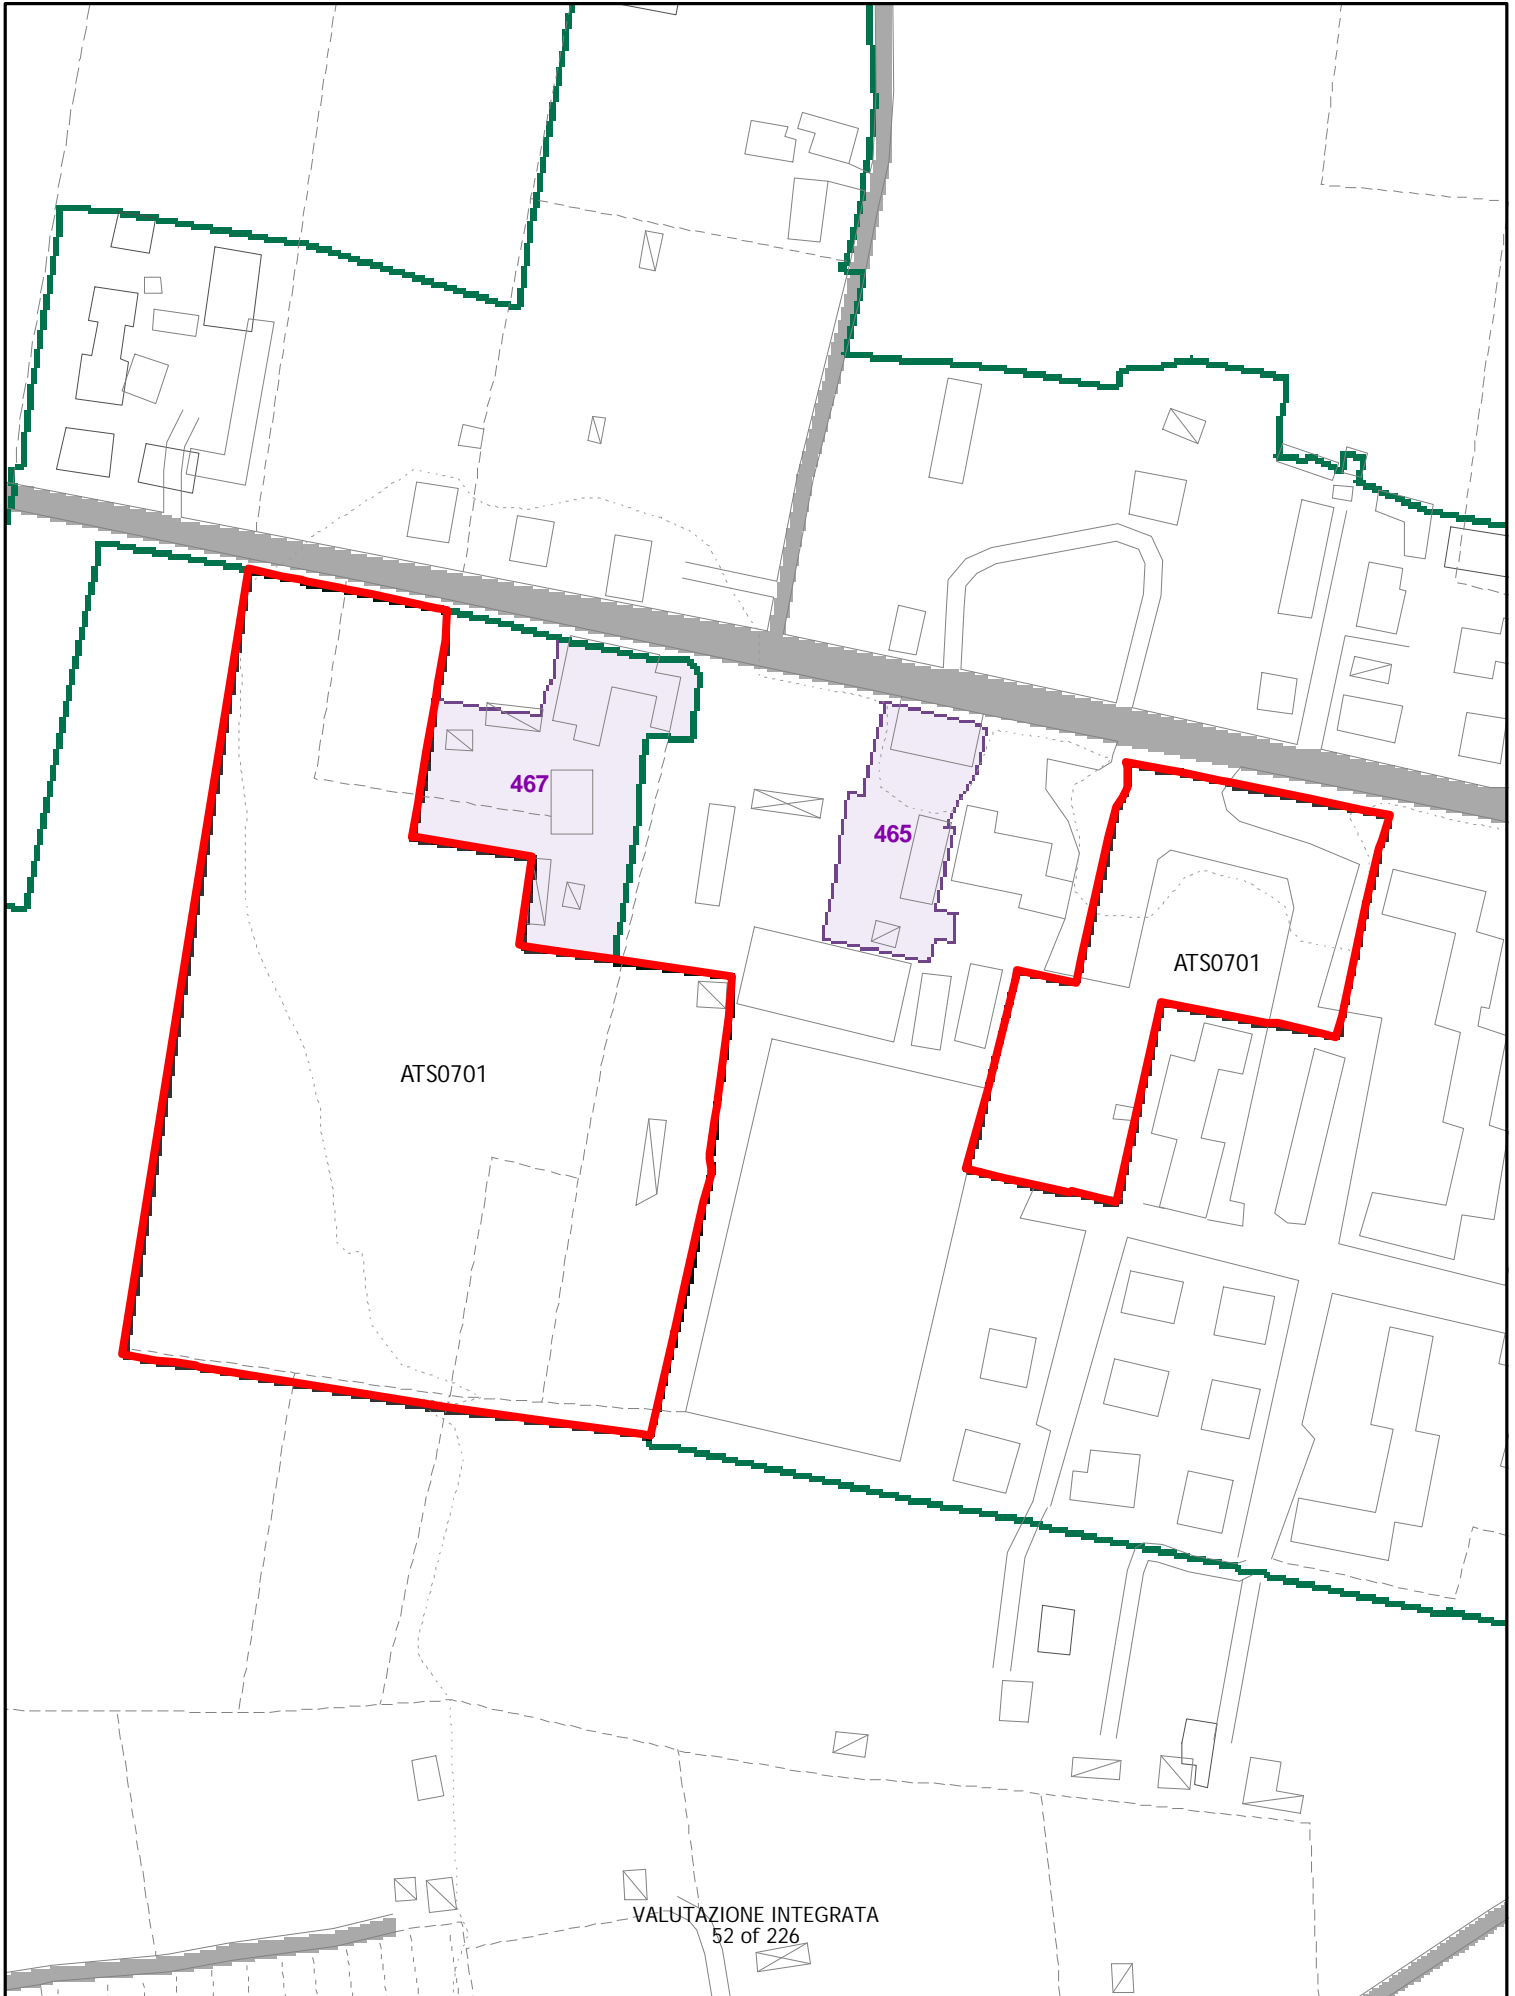 467
465
ATS0701
ATS0701
VALUTAZIONE INTEGRATA
52 of 226